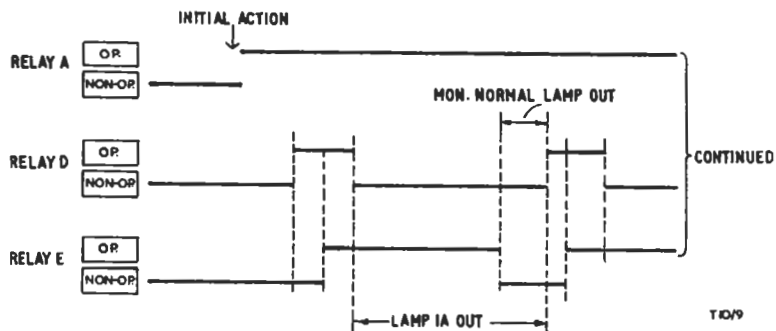 INITIAL ACTION
RELAY A
OP.
NON-OP.
MON. NORMAL LAMP OUT
RELAY D
OP.
NON-OP.
CONTINUED
RELAY E
OP.
NON-OP.
LAMP IA OUT
T10/9